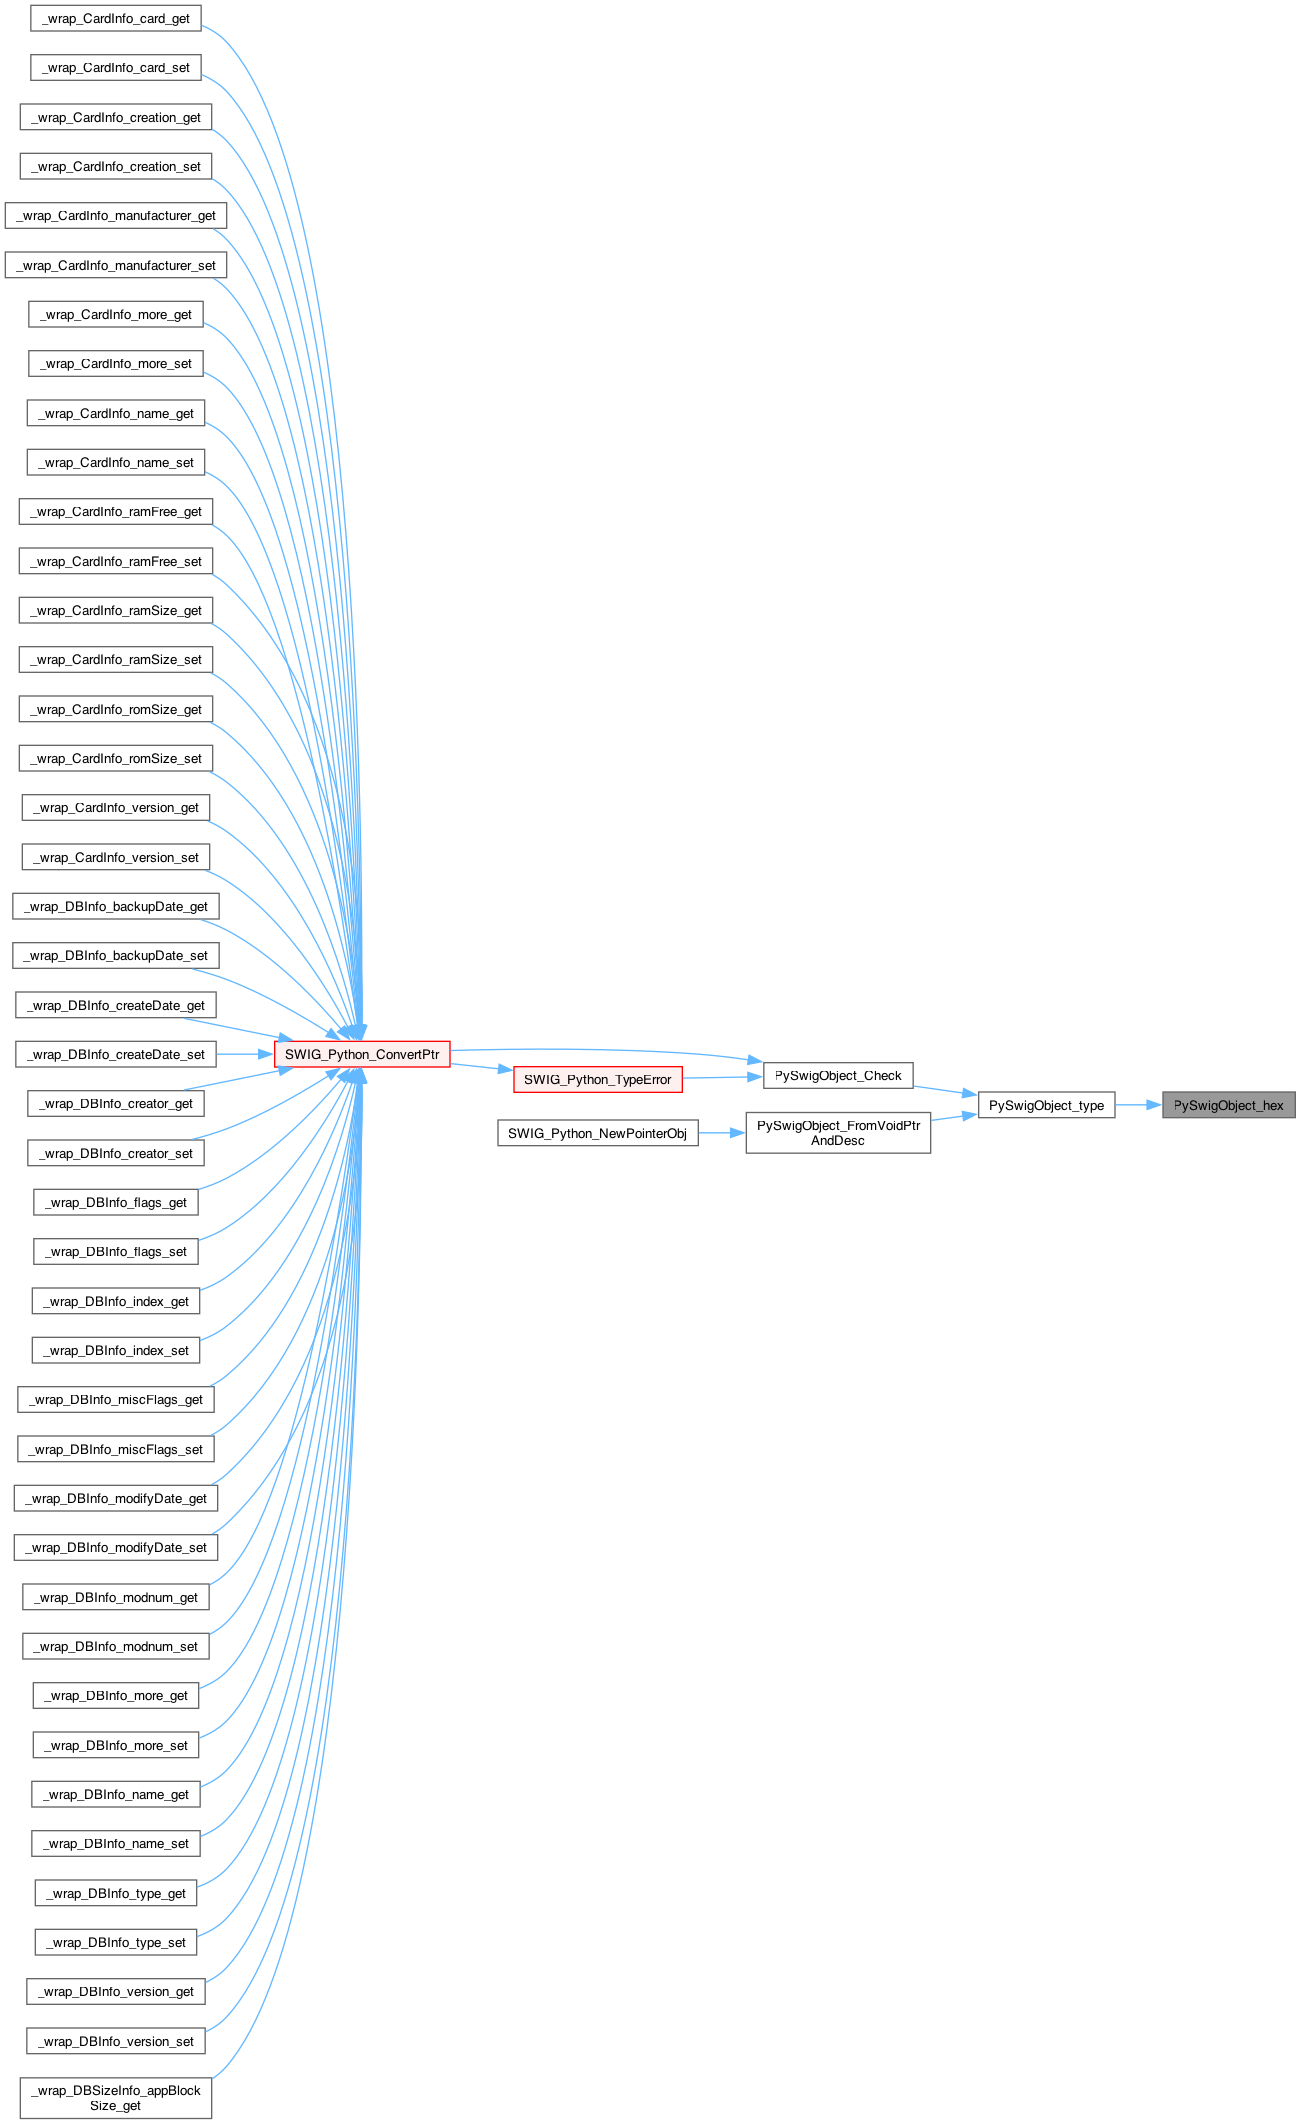 _wrap_CardInfo_card_get
_wrap_CardInfo_card_set
_wrap_CardInfo_creation_get
_wrap_CardInfo_creation_set
_wrap_CardInfo_manufacturer_get
_wrap_CardInfo_manufacturer_set
_wrap_CardInfo_more_get
_wrap_CardInfo_more_set
_wrap_CardInfo_name_get
_wrap_CardInfo_name_set
_wrap_CardInfo_ramFree_get
_wrap_CardInfo_ramFree_set
_wrap_CardInfo_ramSize_get
_wrap_CardInfo_ramSize_set
_wrap_CardInfo_romSize_get
_wrap_CardInfo_romSize_set
_wrap_CardInfo_version_get
_wrap_CardInfo_version_set
_wrap_DBInfo_backupDate_get
_wrap_DBInfo_backupDate_set
_wrap_DBInfo_createDate_get
_wrap_DBInfo_createDate_set
_wrap_DBInfo_creator_get
_wrap_DBInfo_creator_set
_wrap_DBInfo_flags_get
_wrap_DBInfo_flags_set
_wrap_DBInfo_index_get
_wrap_DBInfo_index_set
_wrap_DBInfo_miscFlags_get
_wrap_DBInfo_miscFlags_set
_wrap_DBInfo_modifyDate_get
_wrap_DBInfo_modifyDate_set
_wrap_DBInfo_modnum_get
_wrap_DBInfo_modnum_set
_wrap_DBInfo_more_get
_wrap_DBInfo_more_set
_wrap_DBInfo_name_get
_wrap_DBInfo_name_set
_wrap_DBInfo_type_get
_wrap_DBInfo_type_set
_wrap_DBInfo_version_get
_wrap_DBInfo_version_set
_wrap_DBSizeInfo_appBlock
Size_get
SWIG_Python_ConvertPtr
SWIG_Python_TypeError
SWIG_Python_NewPointerObj
PySwigObject_Check
PySwigObject_FromVoidPtr
AndDesc
PySwigObject_type
PySwigObject_hex